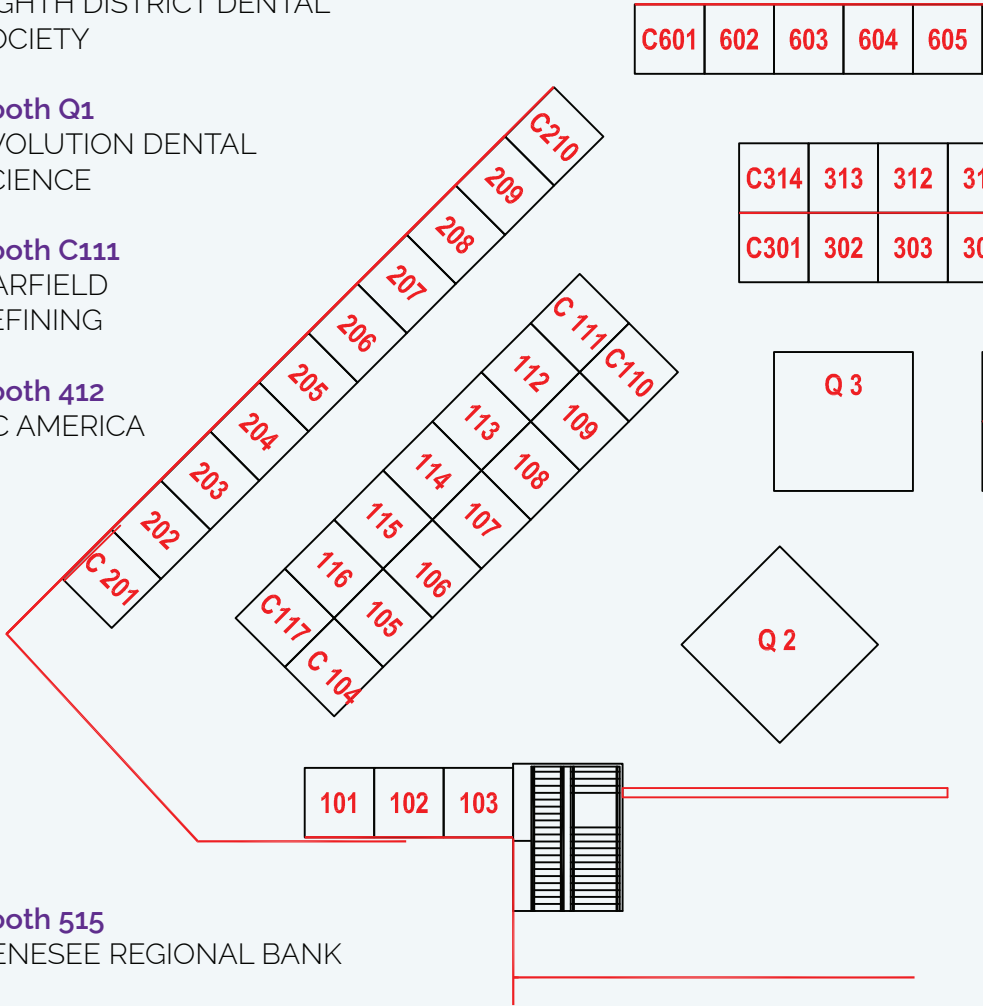 IGHTH DISTRICT DENTAL
OCIETY
ooth Q1
VOLUTION DENTAL
CIENCE
ooth C111
ARFIELD
EFINING
ooth 412
C AMERICA
ooth 515
ENESEE REGIONAL BANK
C601 602 603 604 605
C314 313 312 31
C301 302 303 30
Q 3
Q 2
C210
209
208
207
206
205
204
203
202
C 201
C 111
C110
112
109
113
108
114
107
115
106
116
105
C117
C 104
101 102 103